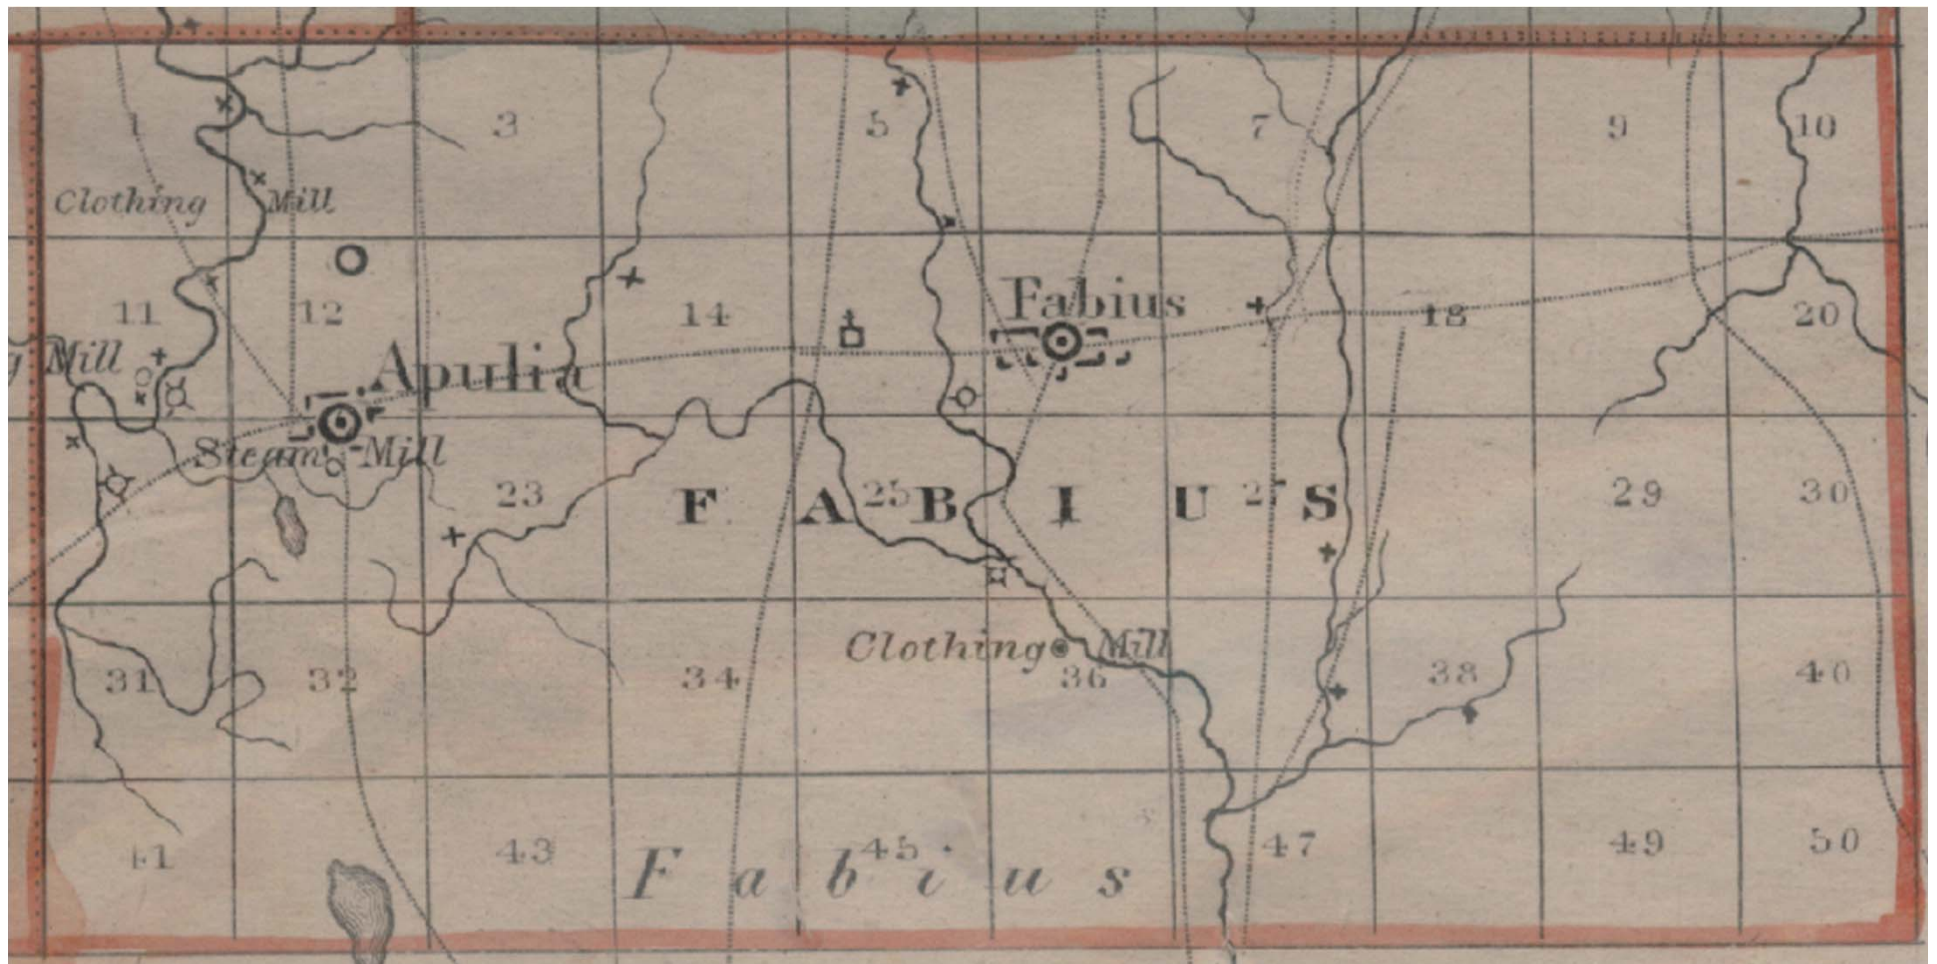 1 3 5 7 9 10
Clothing Mill
11 12 14 Fabius 18 20
g Mill
Apulia
Steam Mill
23 25 27 29 30
F A B I U S
Clothing Mill
31 32 34 36 38 40
41 43 45 47 49 50
F a b i u s